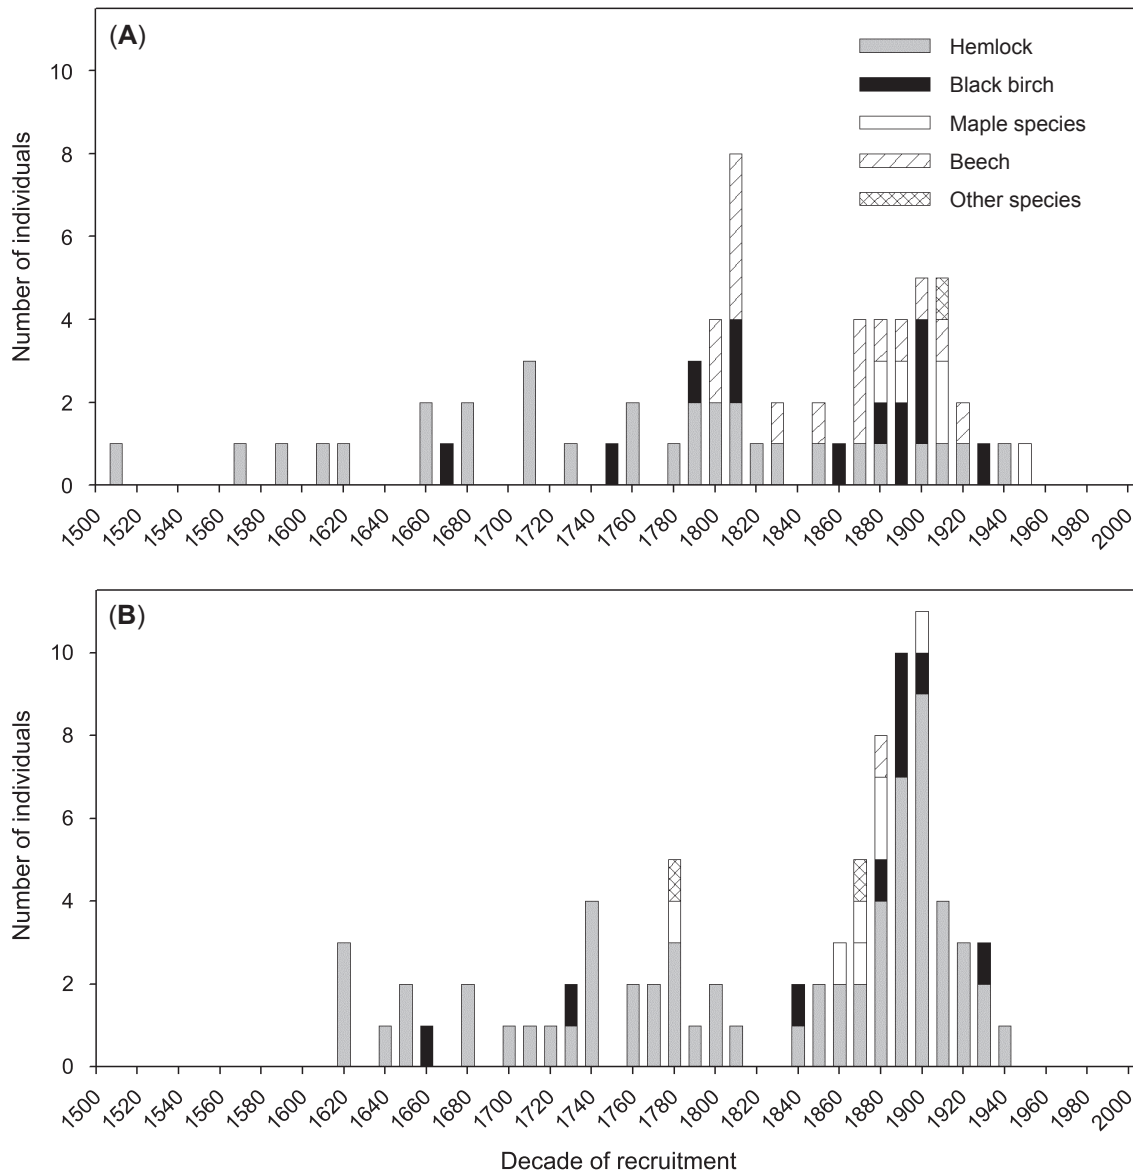 (A)
Hemlock
Black birch
Maple species
Beech
Other species
Number of individuals
10
8
6
4
2
0
1500 1520 1540 1560 1580 1600 1620 1640 1660 1680 1700 1720 1740 1760 1780 1800 1820 1840 1860 1880 1900 1920 1940 1960 1980 2000
(B)
Number of individuals
10
8
6
4
2
0
1500 1520 1540 1560 1580 1600 1620 1640 1660 1680 1700 1720 1740 1760 1780 1800 1820 1840 1860 1880 1900 1920 1940 1960 1980 2000
Decade of recruitment